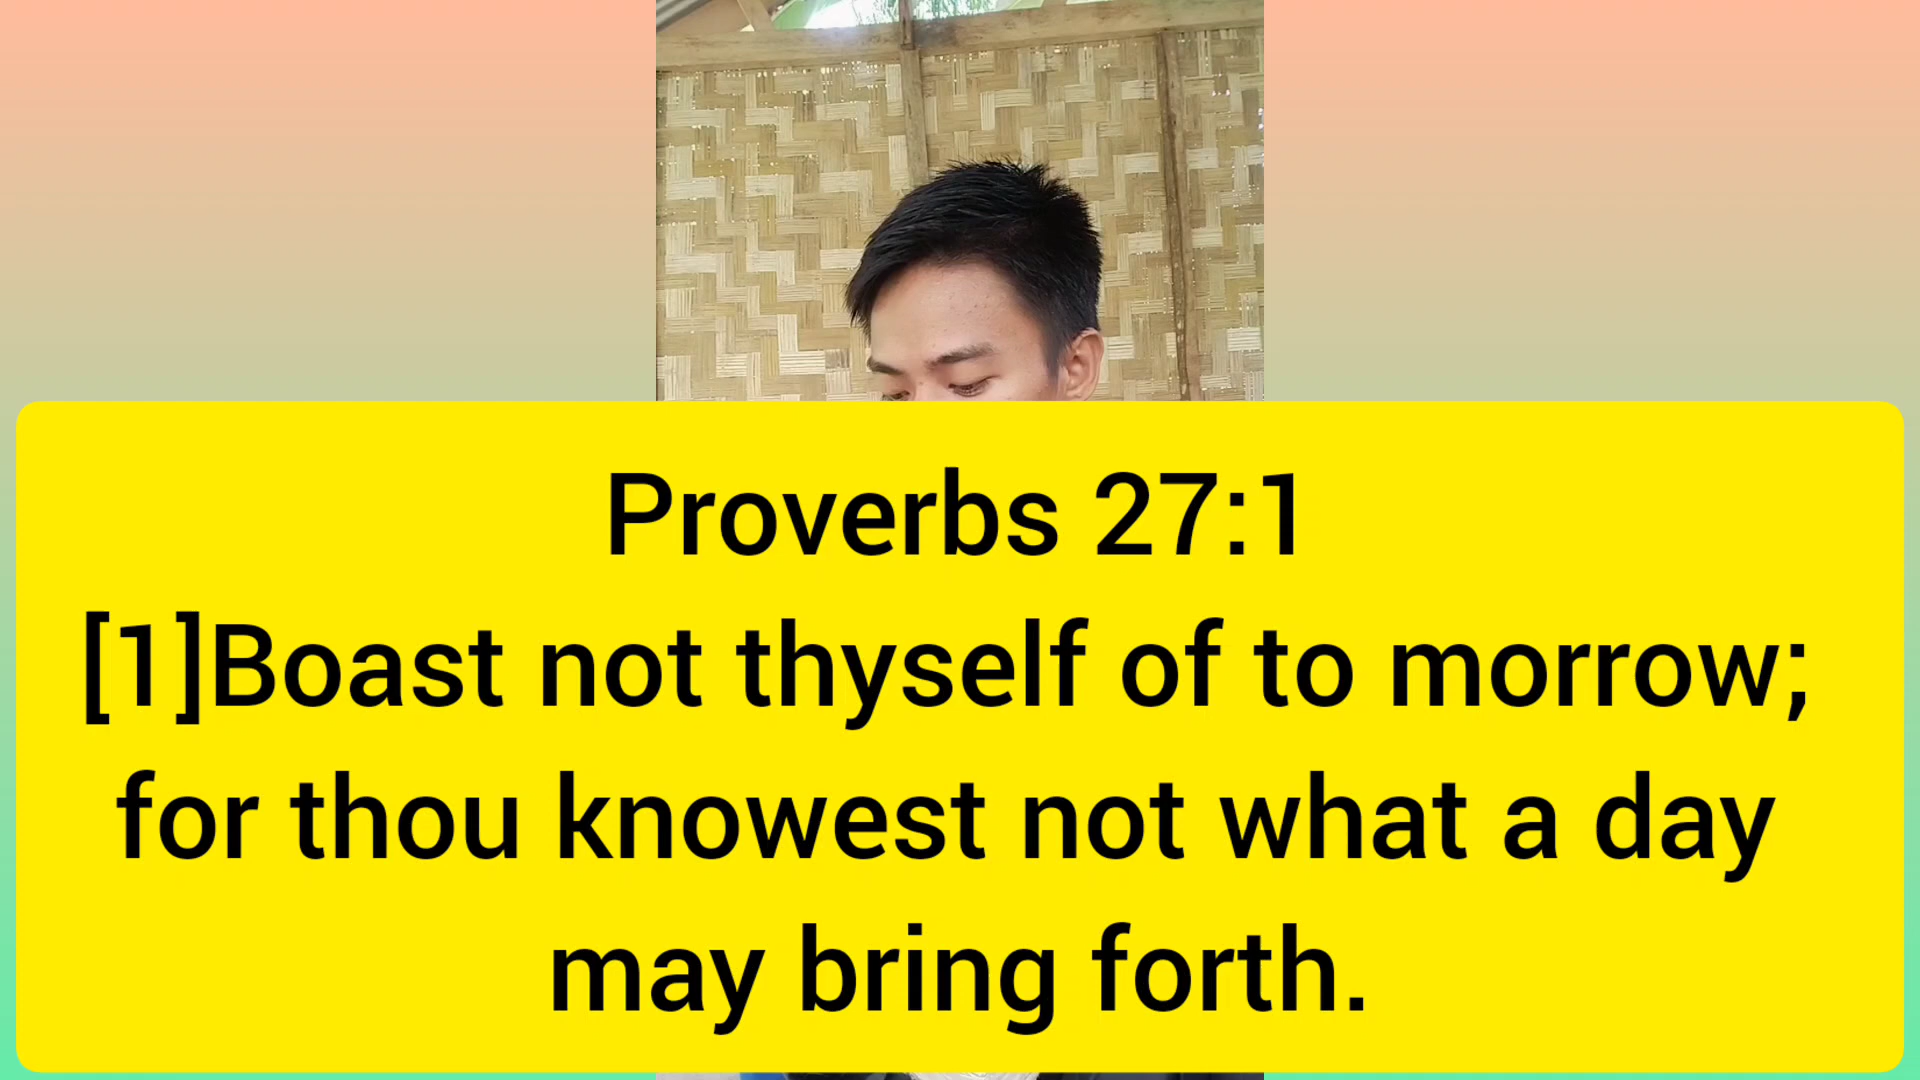 Proverbs 27:1
[1]Boast not thyself of to morrow;
for thou knowest not what a day
may bring forth.